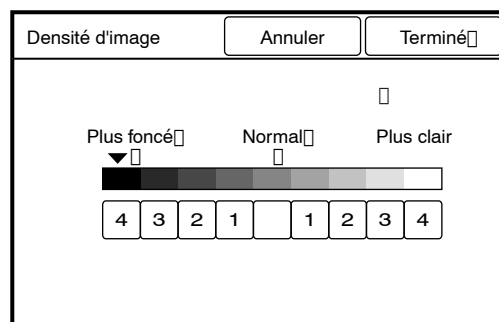 Densité d'image Annuler Terminé
Plus foncé Normal Plus clair
4 3 2 1 1 2 3 4